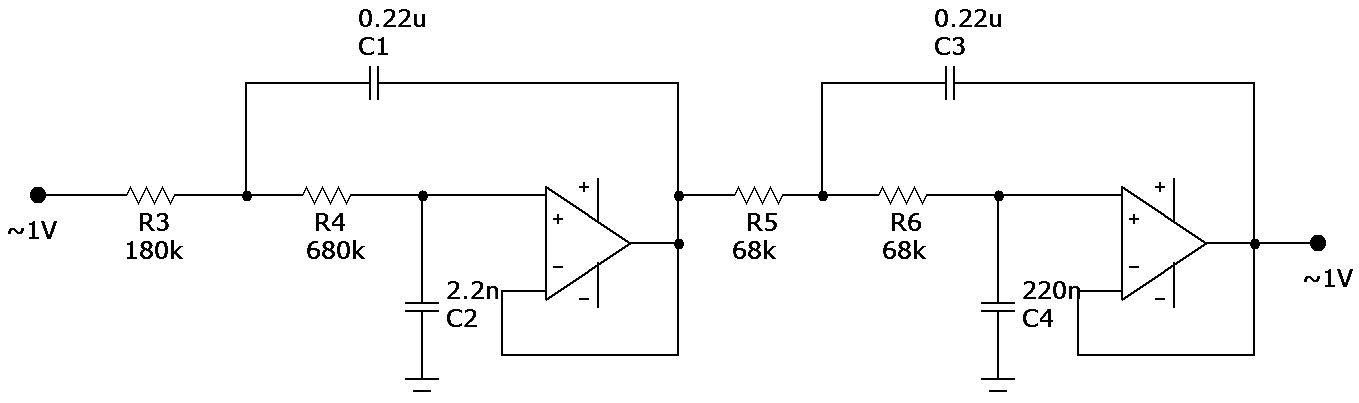 0.22u
C1
0.22u
C3
~1V
R3
180k
R4
680k
+
+
−
−
2.2n
C2
R5
68k
R6
68k
+
+
−
−
220n
C4
~1V